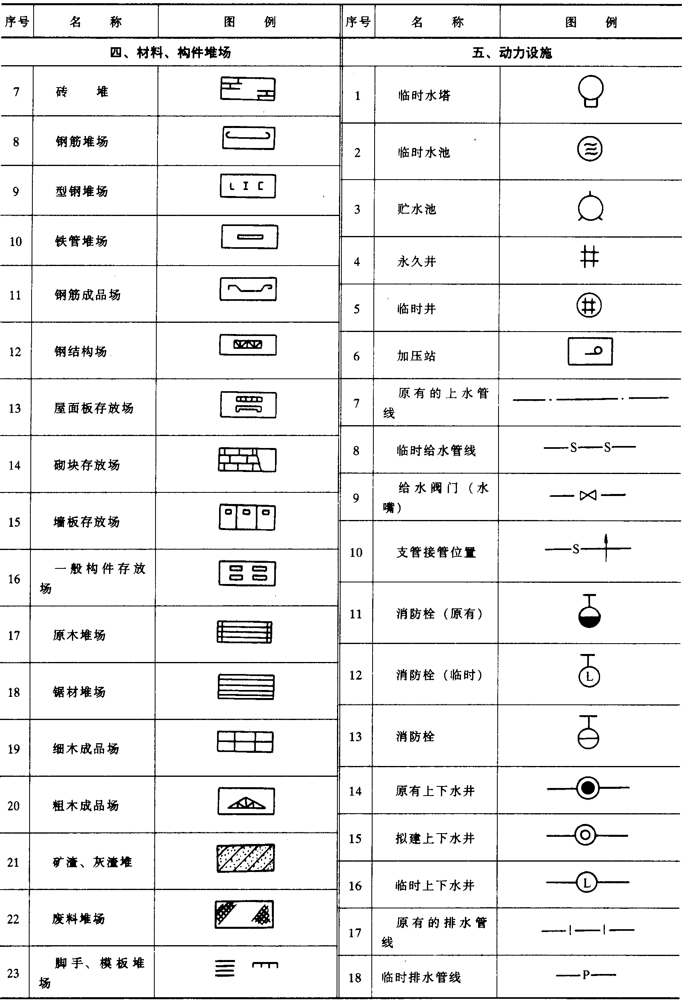 序号 名称 图例 序号 名称 图例
四、材料、构件堆场
7 砖堆
8 钢筋堆场
9 型钢堆场
L I C
10 铁管堆场
11 钢筋成品场
12 钢结构场
13 屋面板存放场
14 砌块存放场
15 墙板存放场
16 一般构件存放
场
17 原木堆场
18 锯材堆场
19 细木成品场
20 粗木成品场
21 矿渣、灰渣堆
22 废料堆场
23 脚手、模板堆
场
五、动力设施
1 临时水塔
2 临时水池
3 贮水池
4 永久井
5 临时井
6 加压站
7 原有的上水管
线
8 临时给水管线 S S
9 给水阀门（水
嘴）
10 支管接管位置 S
11 消防栓（原有）
12 消防栓（临时） L
13 消防栓
14 原有上下水井
15 拟建上下水井
16 临时上下水井 L
17 原有的排水管
线
18 临时排水管线 P